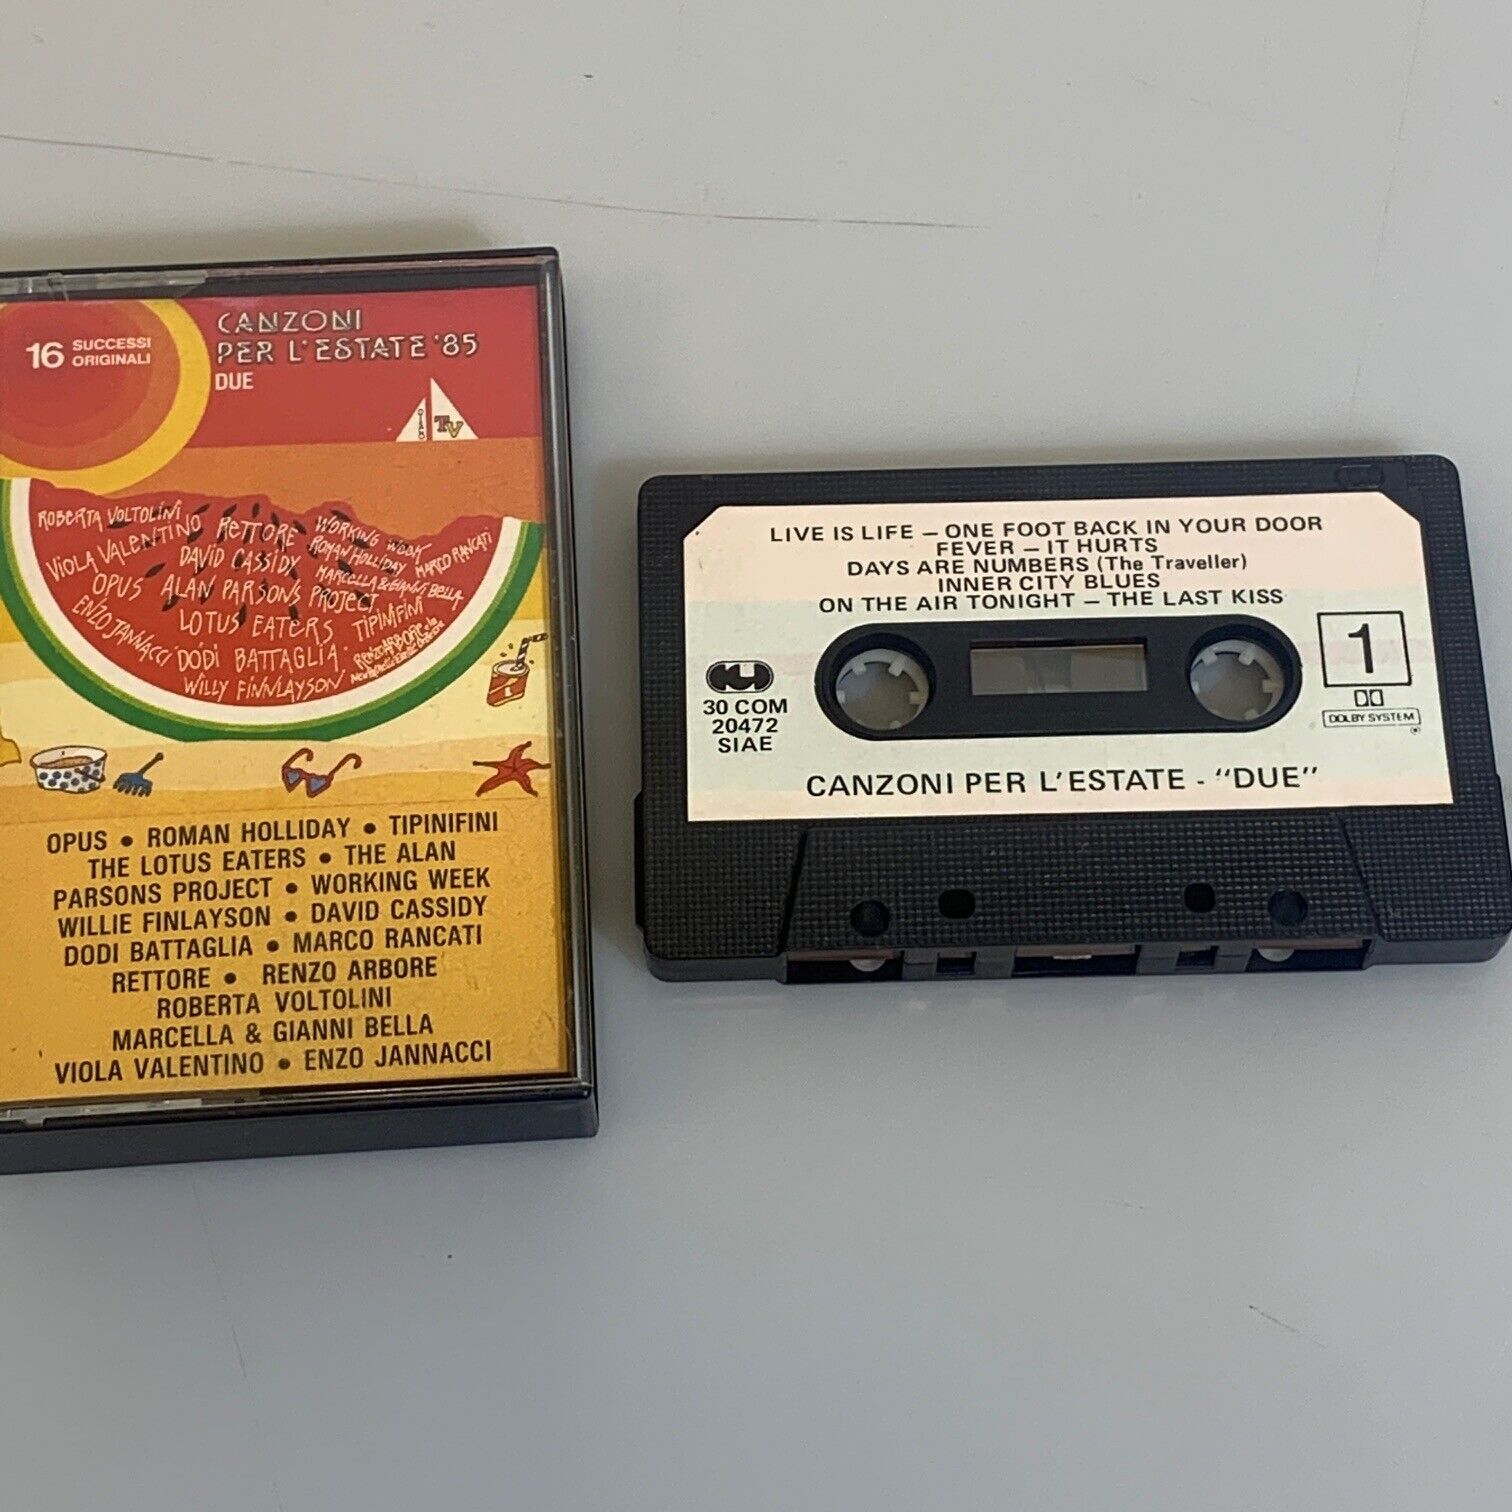 16 SUCCESSI
ORIGINALI
CANZONI
PER L'ESTATE '85
DUE
TV
ROBERTA VOLTOLINI
VIOLA VALENTINO
RETTORE
WORKING WEEK
DAVID CASSIDY
ROMAN HOLLIDAY
MARCO RANCATI
MARCELLA & GIANNI BELLA
OPUS
ALAN PARSONS PROJECT
ENZO JANNACCI
LOTUS EATERS
TIPINIFINI
DODI BATTAGLIA
RENZO ARBORE e la
WILLY FINNLAYSON
OPUS • ROMAN HOLLIDAY • TIPINIFINI
THE LOTUS EATERS • THE ALAN
PARSONS PROJECT • WORKING WEEK
WILLIE FINLAYSON • DAVID CASSIDY
DODI BATTAGLIA • MARCO RANCATI
RETTORE • RENZO ARBORE
ROBERTA VOLTOLINI
MARCELLA & GIANNI BELLA
VIOLA VALENTINO • ENZO JANNACCI
LIVE IS LIFE – ONE FOOT BACK IN YOUR DOOR
FEVER – IT HURTS
DAYS ARE NUMBERS (The Traveller)
INNER CITY BLUES
ON THE AIR TONIGHT – THE LAST KISS
1
CGD
30 COM
20472
SIAE
DOLBY SYSTEM
CANZONI PER L'ESTATE - "DUE"